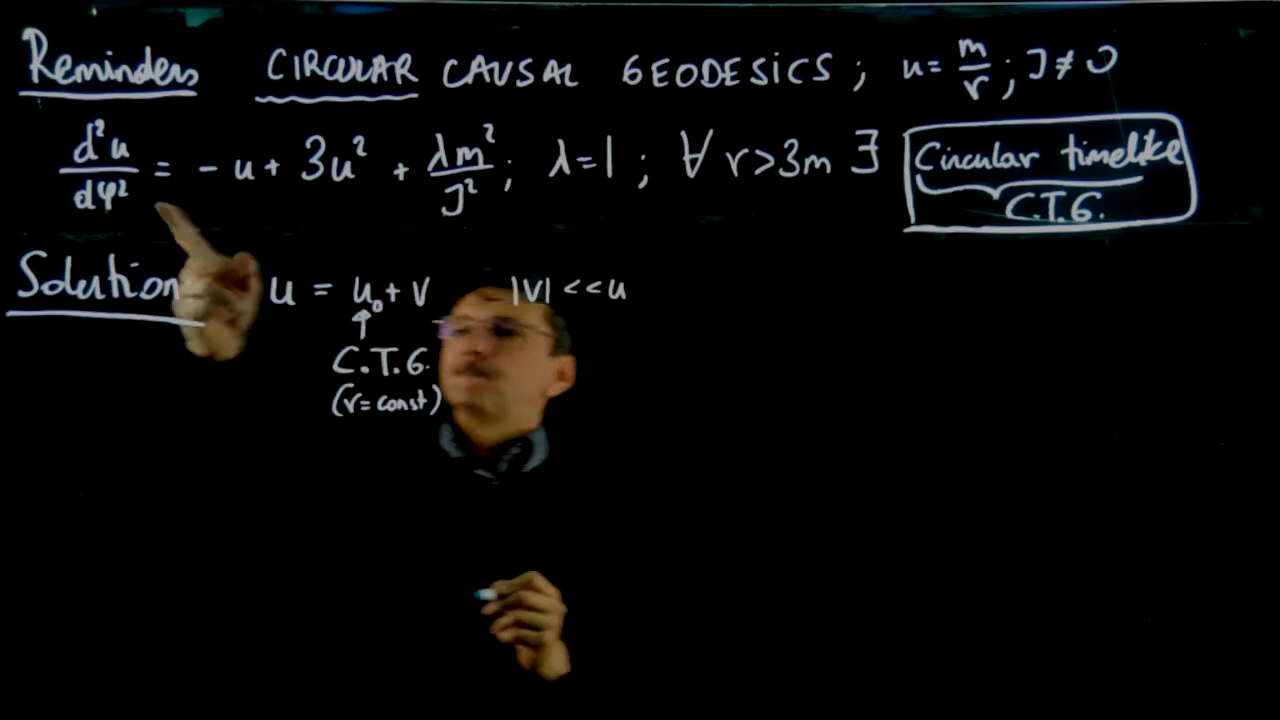 Reminders CIRCULAR CAUSAL GEODESICS ; u = m/r ; J ≠ 0
d²u/dφ² = - u + 3u² + λm²/J² ; λ=1 ; ∀ r>3m ∃ Circular timelike
C.T.G.
Solution u = u₀ + v |v| << u
↑
C.T.G.
(r = const)